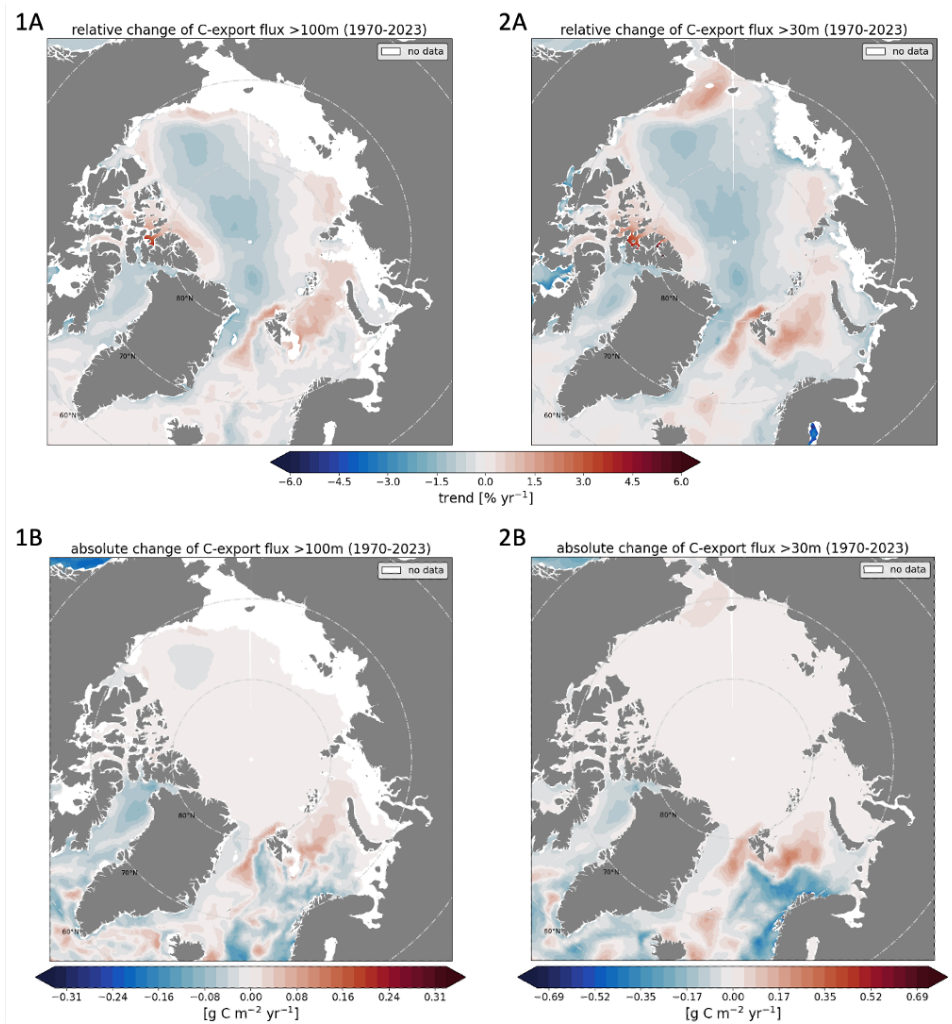 1A
relative change of C-export flux >100m (1970-2023)
no data
80°N
70°N
60°N
2A
relative change of C-export flux >30m (1970-2023)
no data
80°N
70°N
60°N
−6.0 −4.5 −3.0 −1.5 0.0 1.5 3.0 4.5 6.0
trend [% yr⁻¹]
1B
absolute change of C-export flux >100m (1970-2023)
no data
80°N
70°N
60°N
−0.31 −0.24 −0.16 −0.08 0.00 0.08 0.16 0.24 0.31
[g C m⁻² yr⁻¹]
2B
absolute change of C-export flux >30m (1970-2023)
no data
80°N
70°N
60°N
−0.69 −0.52 −0.35 −0.17 0.00 0.17 0.35 0.52 0.69
[g C m⁻² yr⁻¹]